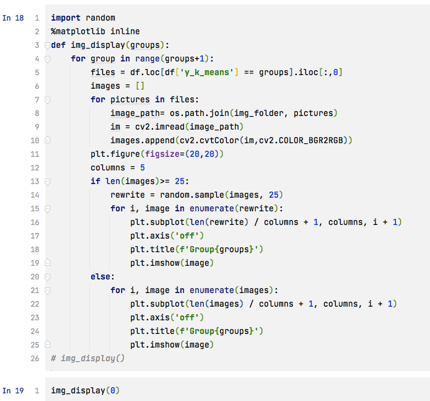 In 18 1 import random
2 %matplotlib inline
3 def img_display(groups):
4     for group in range(groups+1):
5         files = df.loc[df['y_k_means'] == groups].iloc[:,0]
6         images = []
7         for pictures in files:
8             image_path= os.path.join(img_folder, pictures)
9             im = cv2.imread(image_path)
10             images.append(cv2.cvtColor(im,cv2.COLOR_BGR2RGB))
11         plt.figure(figsize=(20,20))
12         columns = 5
13         if len(images)>= 25:
14             rewrite = random.sample(images, 25)
15             for i, image in enumerate(rewrite):
16                 plt.subplot(len(rewrite) / columns + 1, columns, i + 1)
17                 plt.axis('off')
18                 plt.title(f'Group{groups}')
19                 plt.imshow(image)
20         else:
21             for i, image in enumerate(images):
22                 plt.subplot(len(images) / columns + 1, columns, i + 1)
23                 plt.axis('off')
24                 plt.title(f'Group{groups}')
25                 plt.imshow(image)
26 # img_display()
In 19 1 img_display(0)